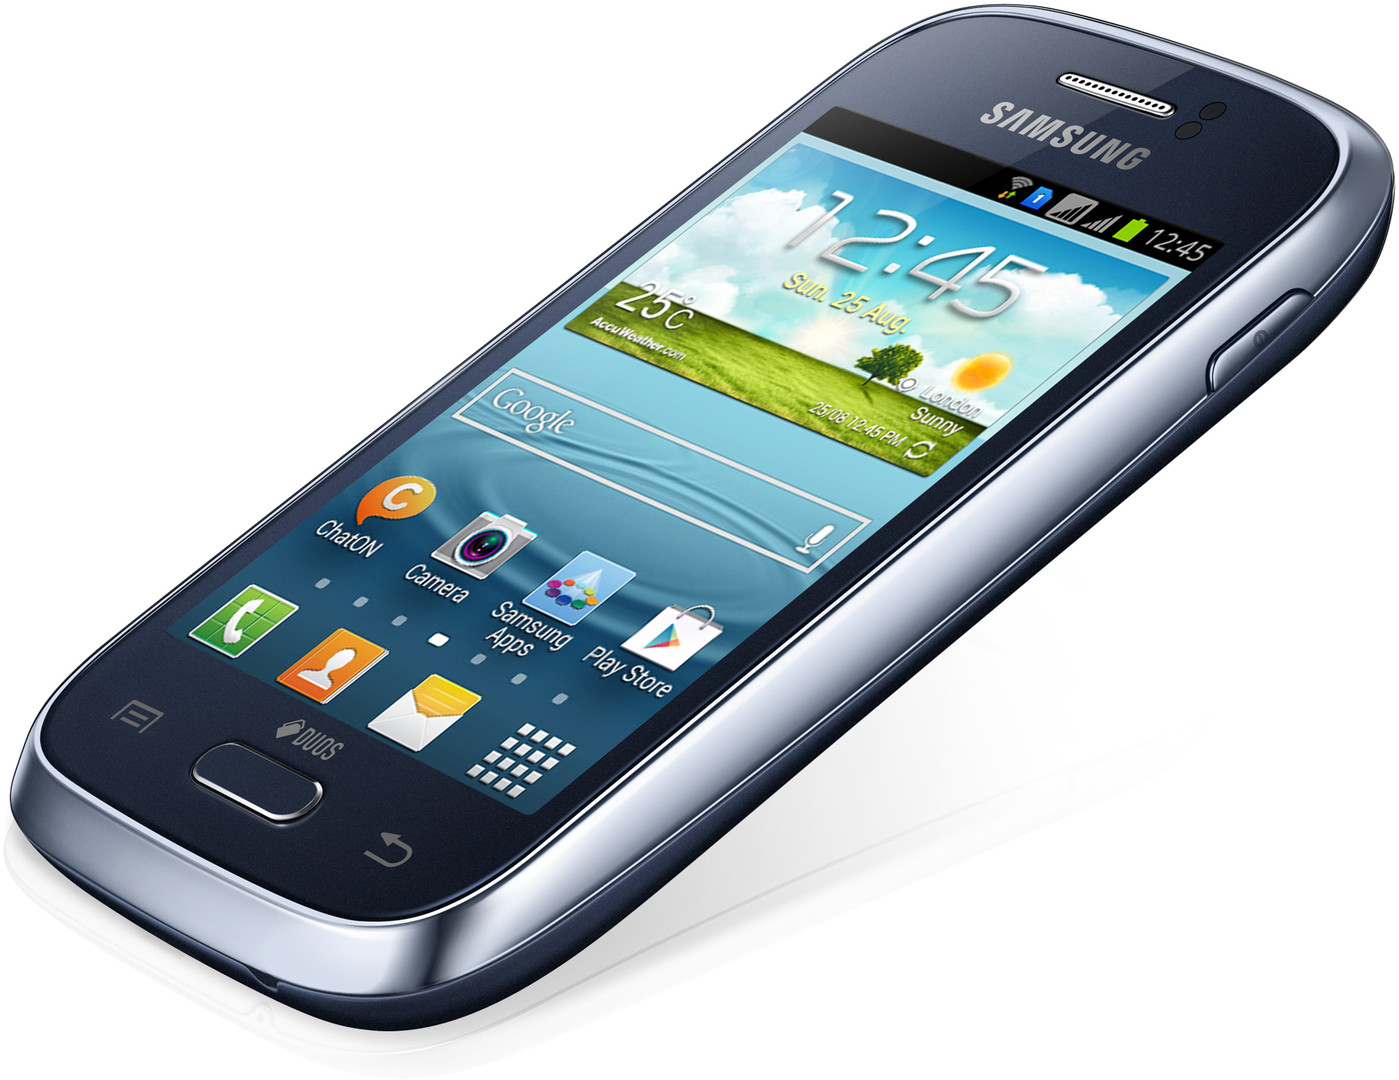 SAMSUNG
1
12:45
12:45
Sun. 25 Aug.
25°C
AccuWeather.com
London
Sunny
25/08 12:45 PM
Google
C
ChatON
Camera
Samsung
Apps
Play Store
DUOS